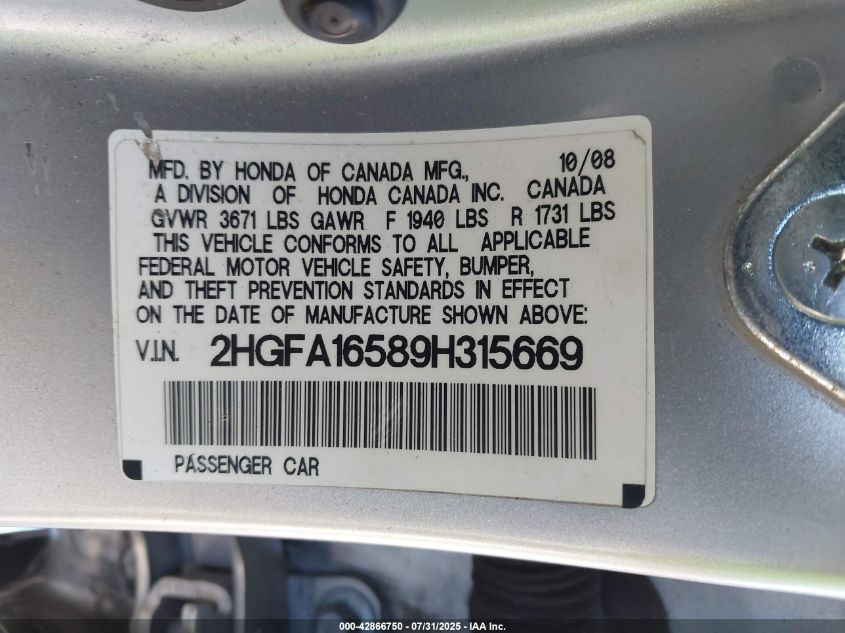 MFD. BY HONDA OF CANADA MFG., 10/08
A DIVISION OF HONDA CANADA INC. CANADA
GVWR 3671 LBS GAWR F 1940 LBS R 1731 LBS
THIS VEHICLE CONFORMS TO ALL APPLICABLE
FEDERAL MOTOR VEHICLE SAFETY, BUMPER,
AND THEFT PREVENTION STANDARDS IN EFFECT
ON THE DATE OF MANUFACTURE SHOWN ABOVE:
V.I.N. 2HGFA16589H315669
PASSENGER CAR
000-42866750 - 07/31/2025 - IAA Inc.